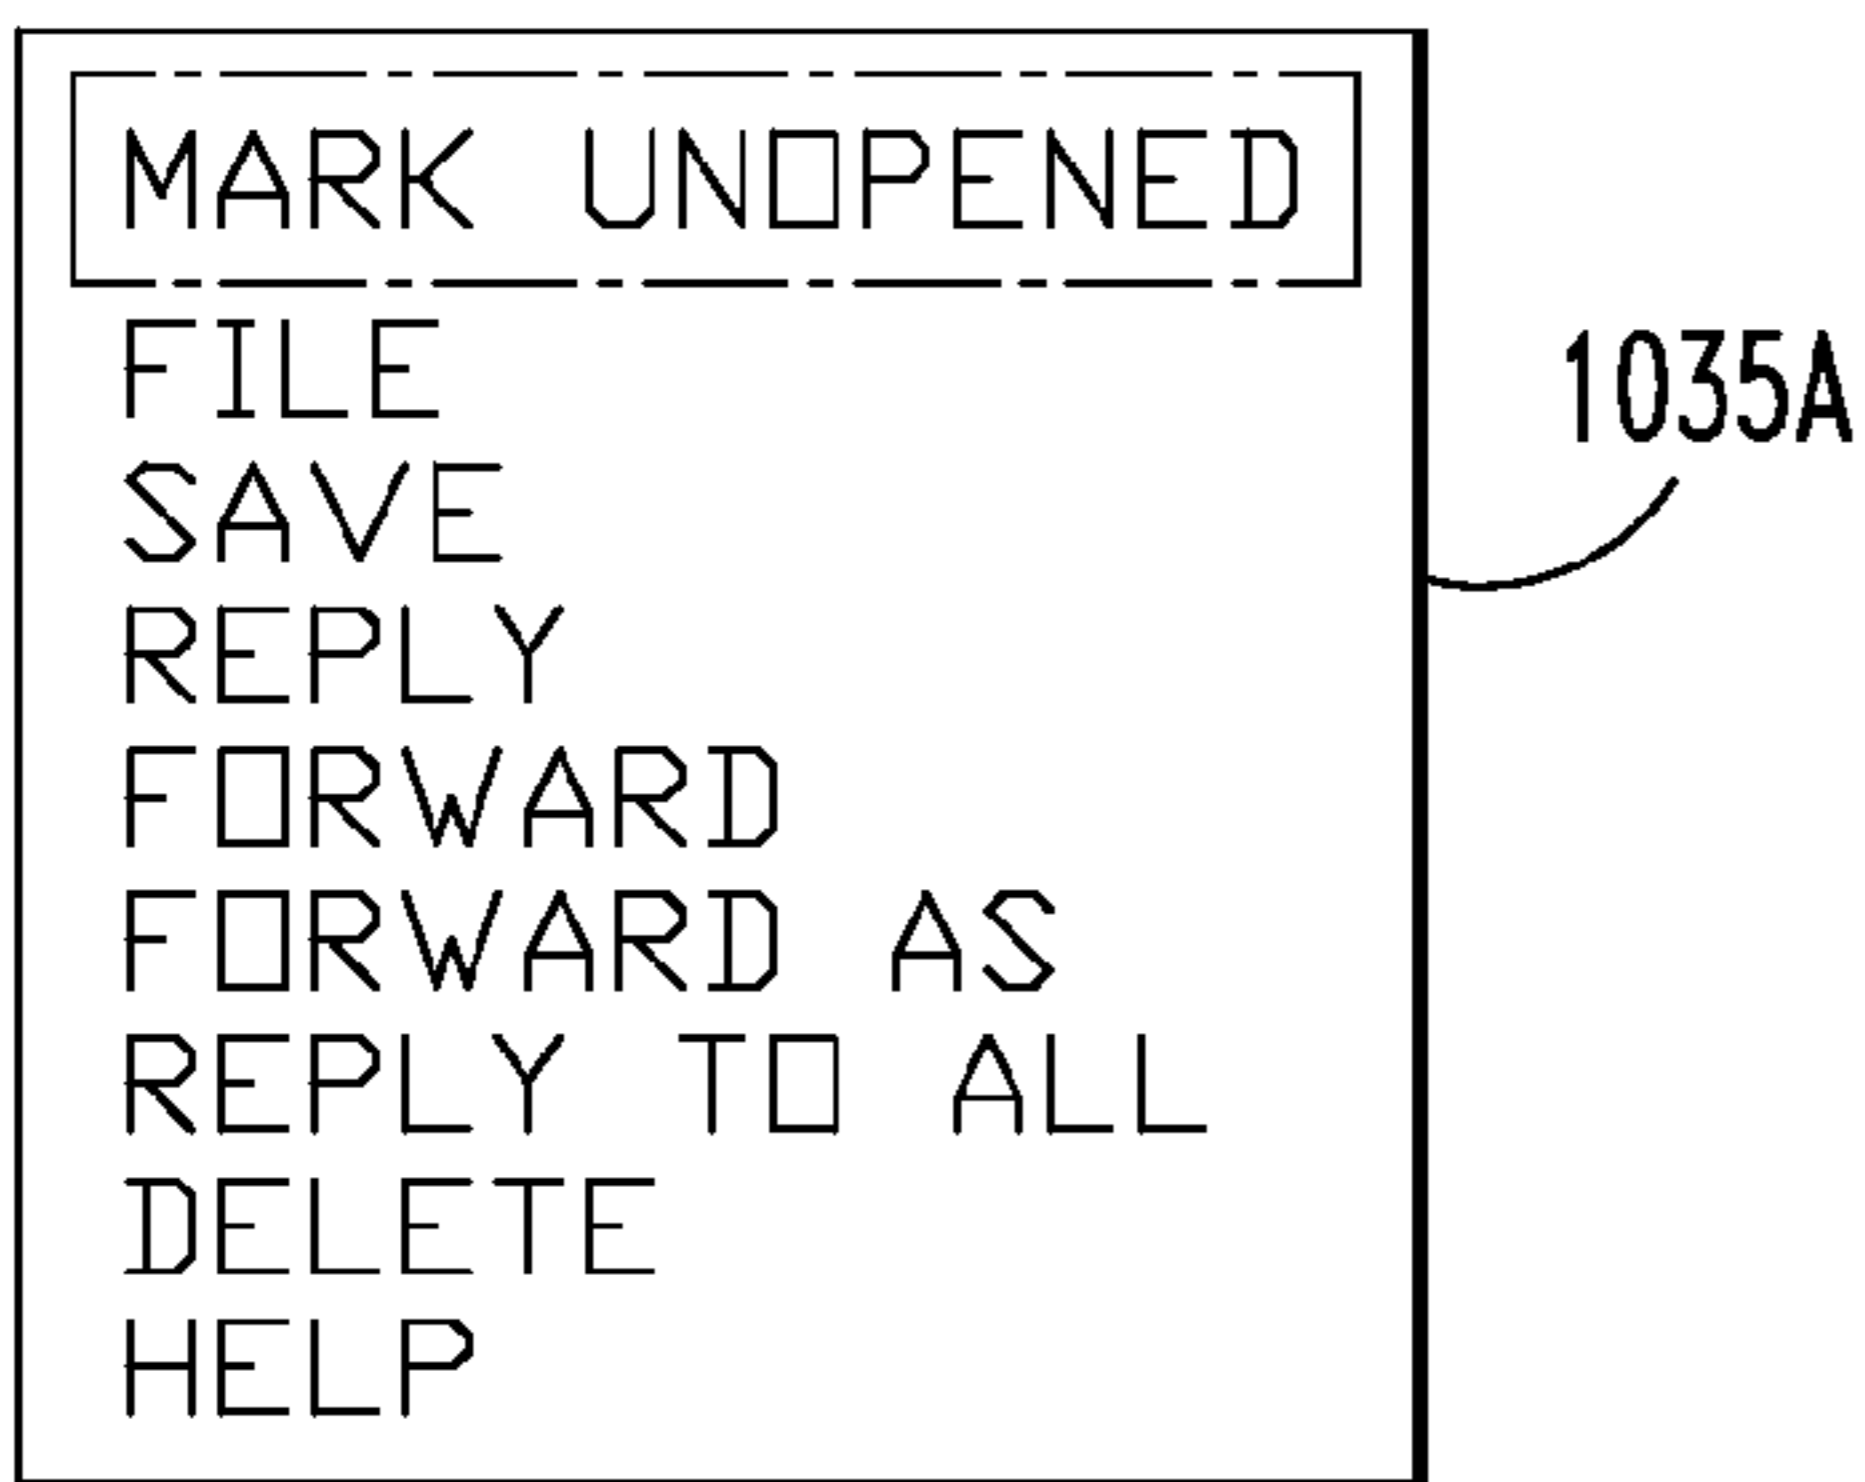 MARK UNOPENED
FILE
SAVE
REPLY
FORWARD
FORWARD AS
REPLY TO ALL
DELETE
HELP
1035A